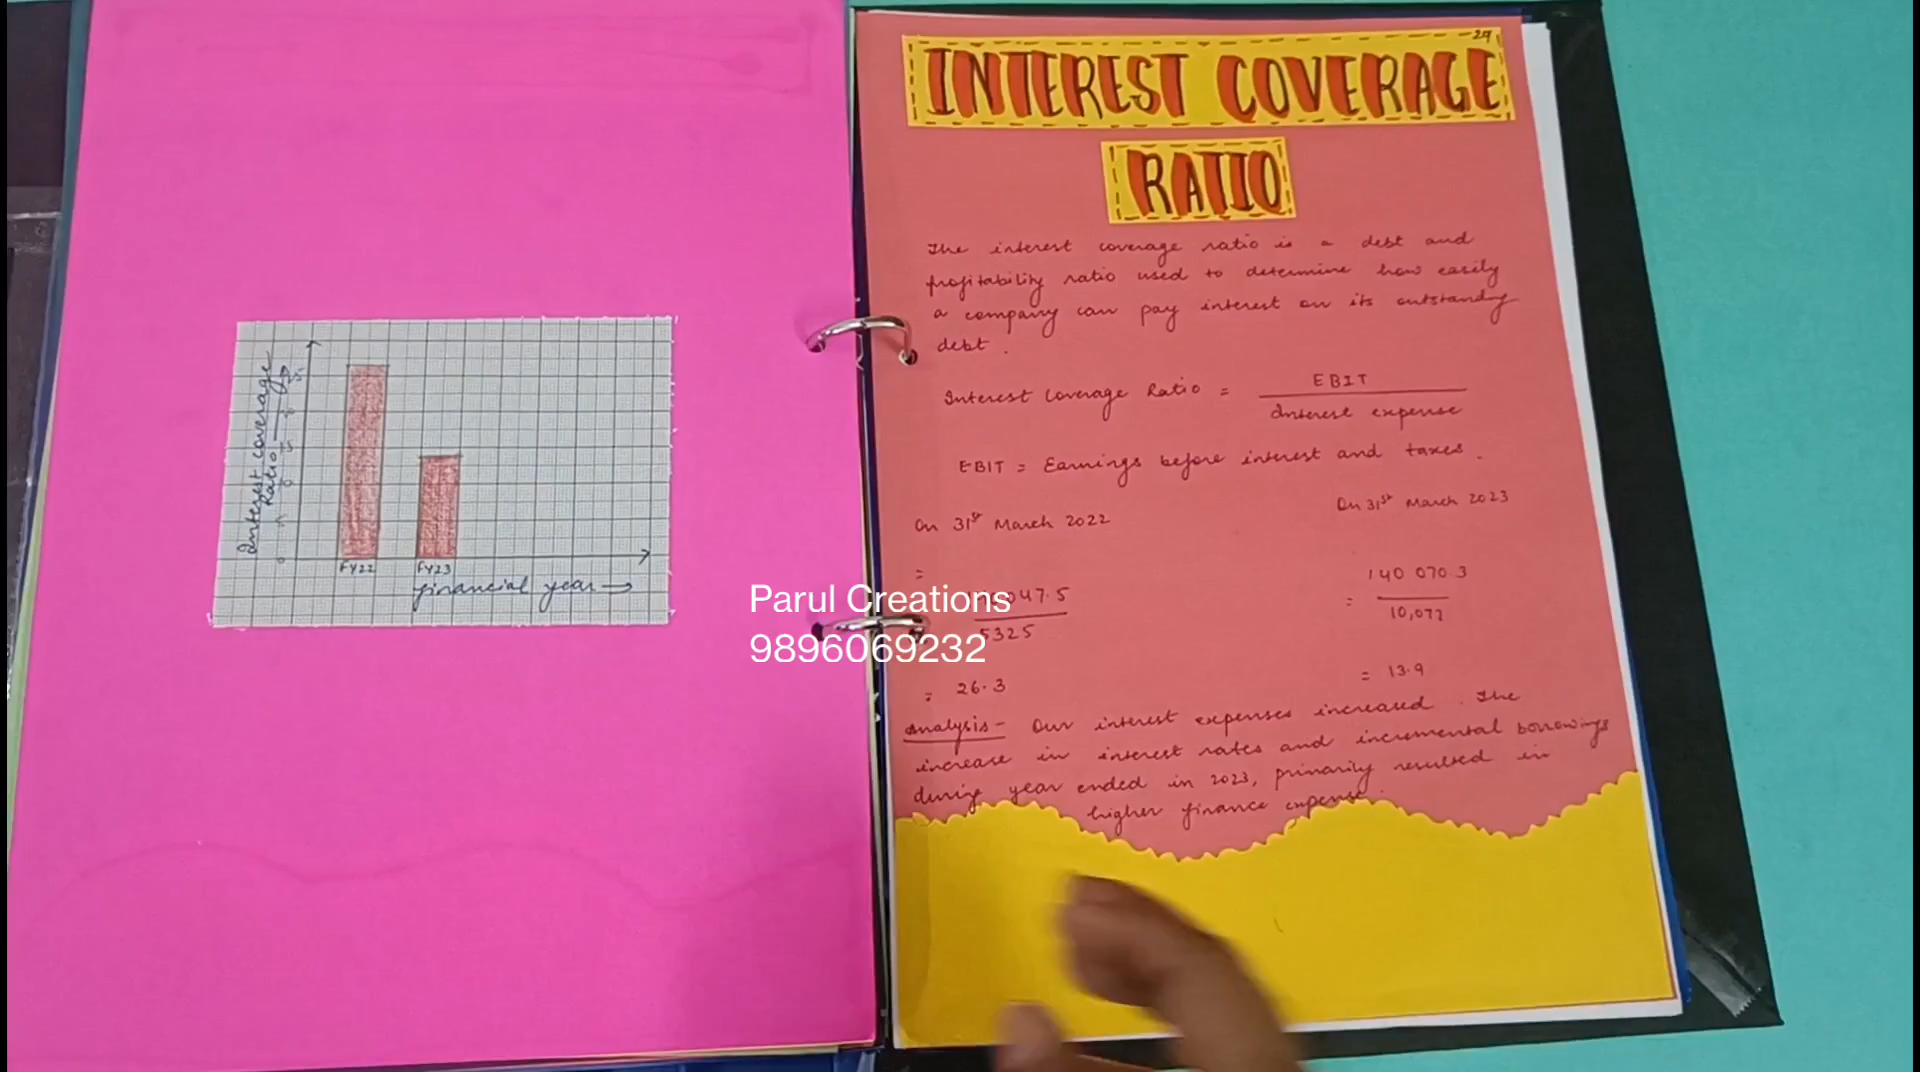 Interest coverage
Ratio
FY22
FY23
financial year
29
INTEREST COVERAGE
RATIO
The interest coverage ratio is a debt and
profitability ratio used to determine how easily
a company can pay interest on its outstanding
debt.
Interest Coverage Ratio = EBIT
Interest expense
EBIT = Earnings before interest and taxes.
On 31st March 2022
On 31st March 2023
=
047.5
5325
= 140 070.3
10,077
= 26.3
= 13.9
Analysis- Our interest expenses increased. The
increase in interest rates and incremental borrowings
during year ended in 2023, primarily resulted in
higher finance expense.
Parul Creations
9896069232